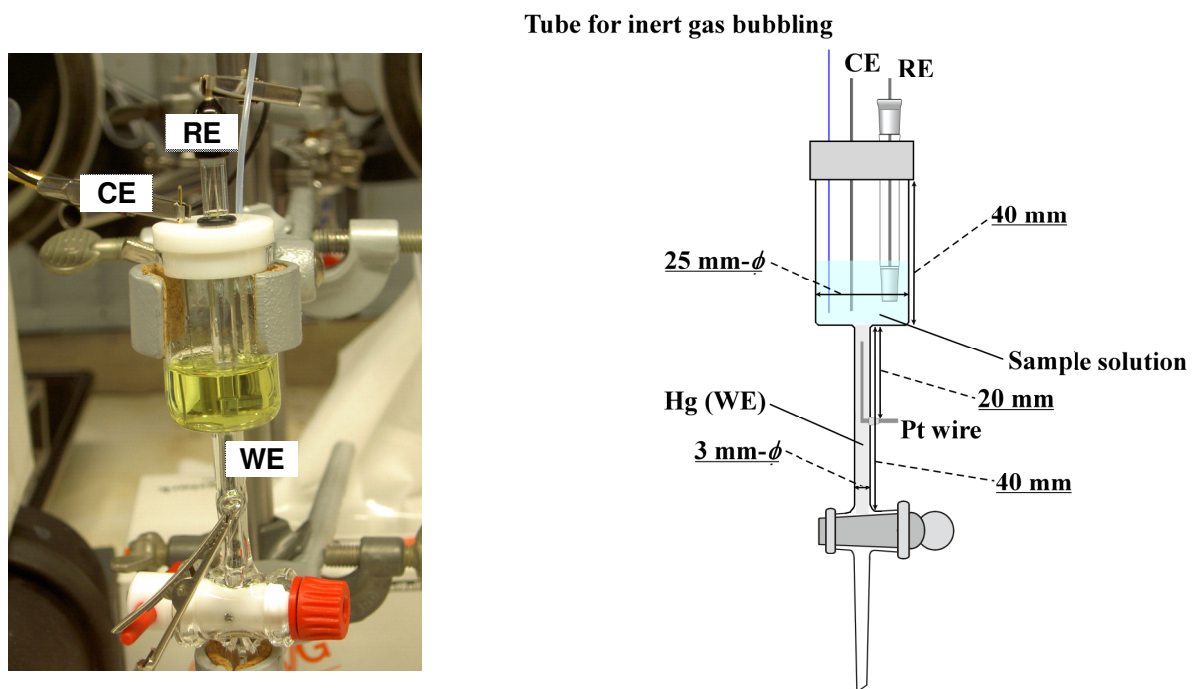 Tube for inert gas bubbling
CE
RE
RE
CE
40 mm
25 mm-ϕ
Sample solution
20 mm
Hg (WE)
Pt wire
WE
3 mm-ϕ
40 mm